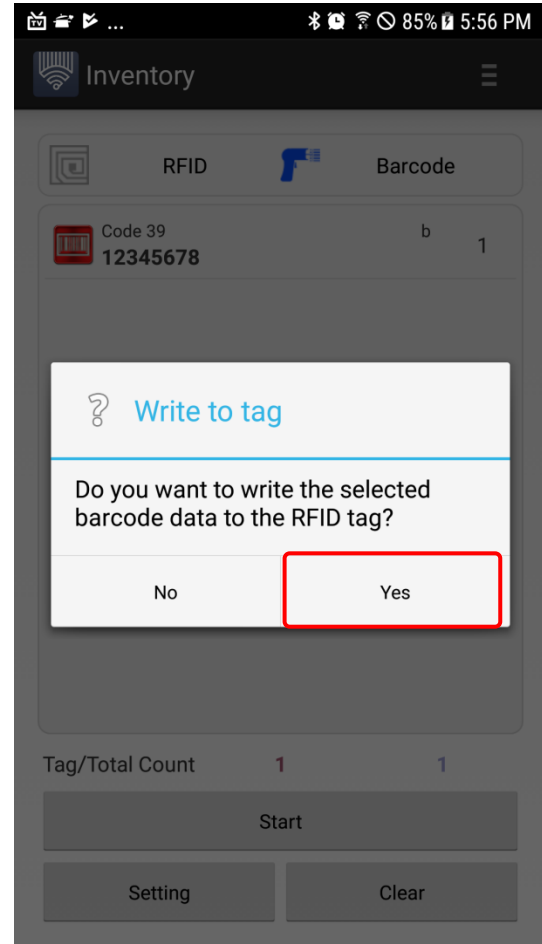 ... 85% 5:56 PM
Inventory
RFID Barcode
Code 39 b 1
12345678
Write to tag
Do you want to write the selected
barcode data to the RFID tag?
No Yes
Tag/Total Count 1 1
Start
Setting Clear